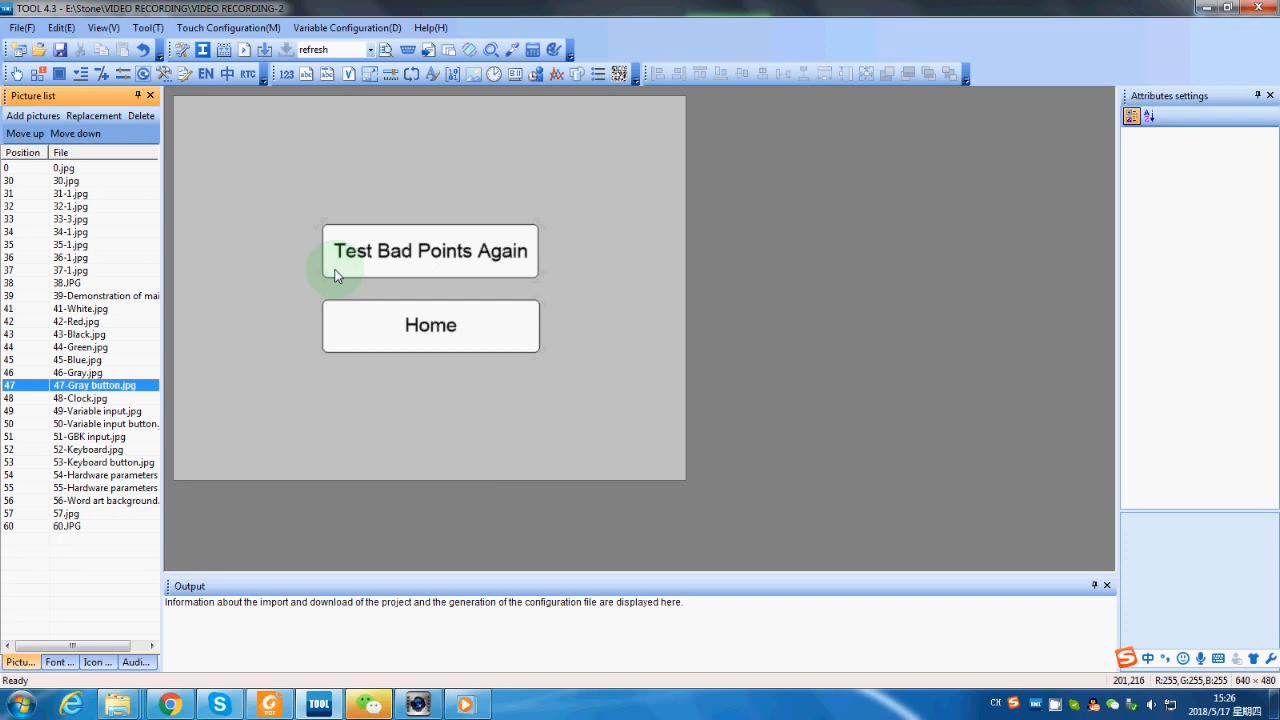 TOOL 4.3 - E:\Stone\VIDEO RECORDING\VIDEO RECORDING-2
File(F) Edit(E) View(V) Tool(T) Touch Configuration(M) Variable Configuration(D) Help(H)
refresh
EN 中 RTC 123
Picture list
Attributes settings
Add pictures Replacement Delete
Move up Move down
Position File
0 0.jpg
30 30.jpg
31 31-1.jpg
32 32-1.jpg
33 33-3.jpg
34 34-1.jpg
35 35-1.jpg
36 36-1.jpg
37 37-1.jpg
38 38.JPG
39 39-Demonstration of mai
41 41-White.jpg
42 42-Red.jpg
43 43-Black.jpg
44 44-Green.jpg
45 45-Blue.jpg
46 46-Gray.jpg
47 47-Gray button.jpg
48 48-Clock.jpg
49 49-Variable input.jpg
50 50-Variable input button.
51 51-GBK input.jpg
52 52-Keyboard.jpg
53 53-Keyboard button.jpg
54 54-Hardware parameters
55 55-Hardware parameters
56 56-Word art background.
57 57.jpg
60 60.JPG
Test Bad Points Again
Home
Output
Information about the import and download of the project and the generation of the configuration file are displayed here.
Pictu... Font ... Icon ... Audi...
中
Ready
201,216 R:255,G:255,B:255 640 × 480
TOOL
CH
15:26
2018/5/17 星期四